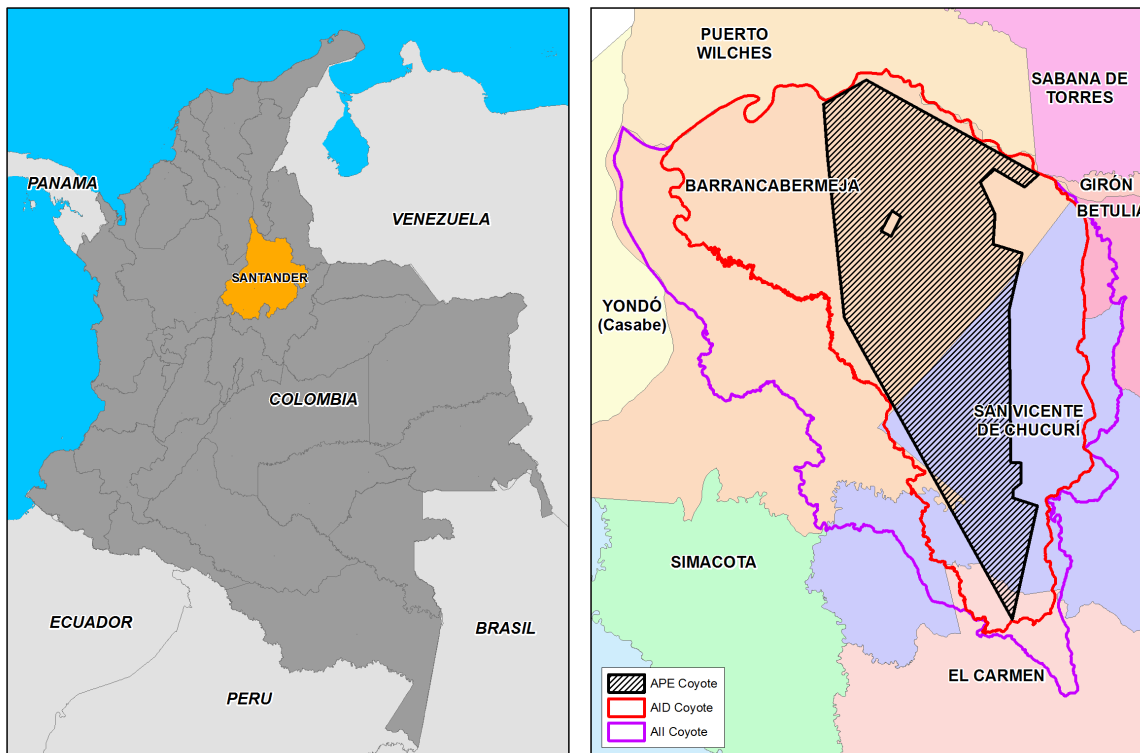 PANAMA
VENEZUELA
SANTANDER
COLOMBIA
ECUADOR
BRASIL
PERU
PUERTO
WILCHES
SABANA DE
TORRES
BARRANCABERMEJA
GIRÓN
BETULIA
YONDÓ
(Casabe)
SAN VICENTE
DE CHUCURÍ
SIMACOTA
EL CARMEN
APE Coyote
AID Coyote
AII Coyote